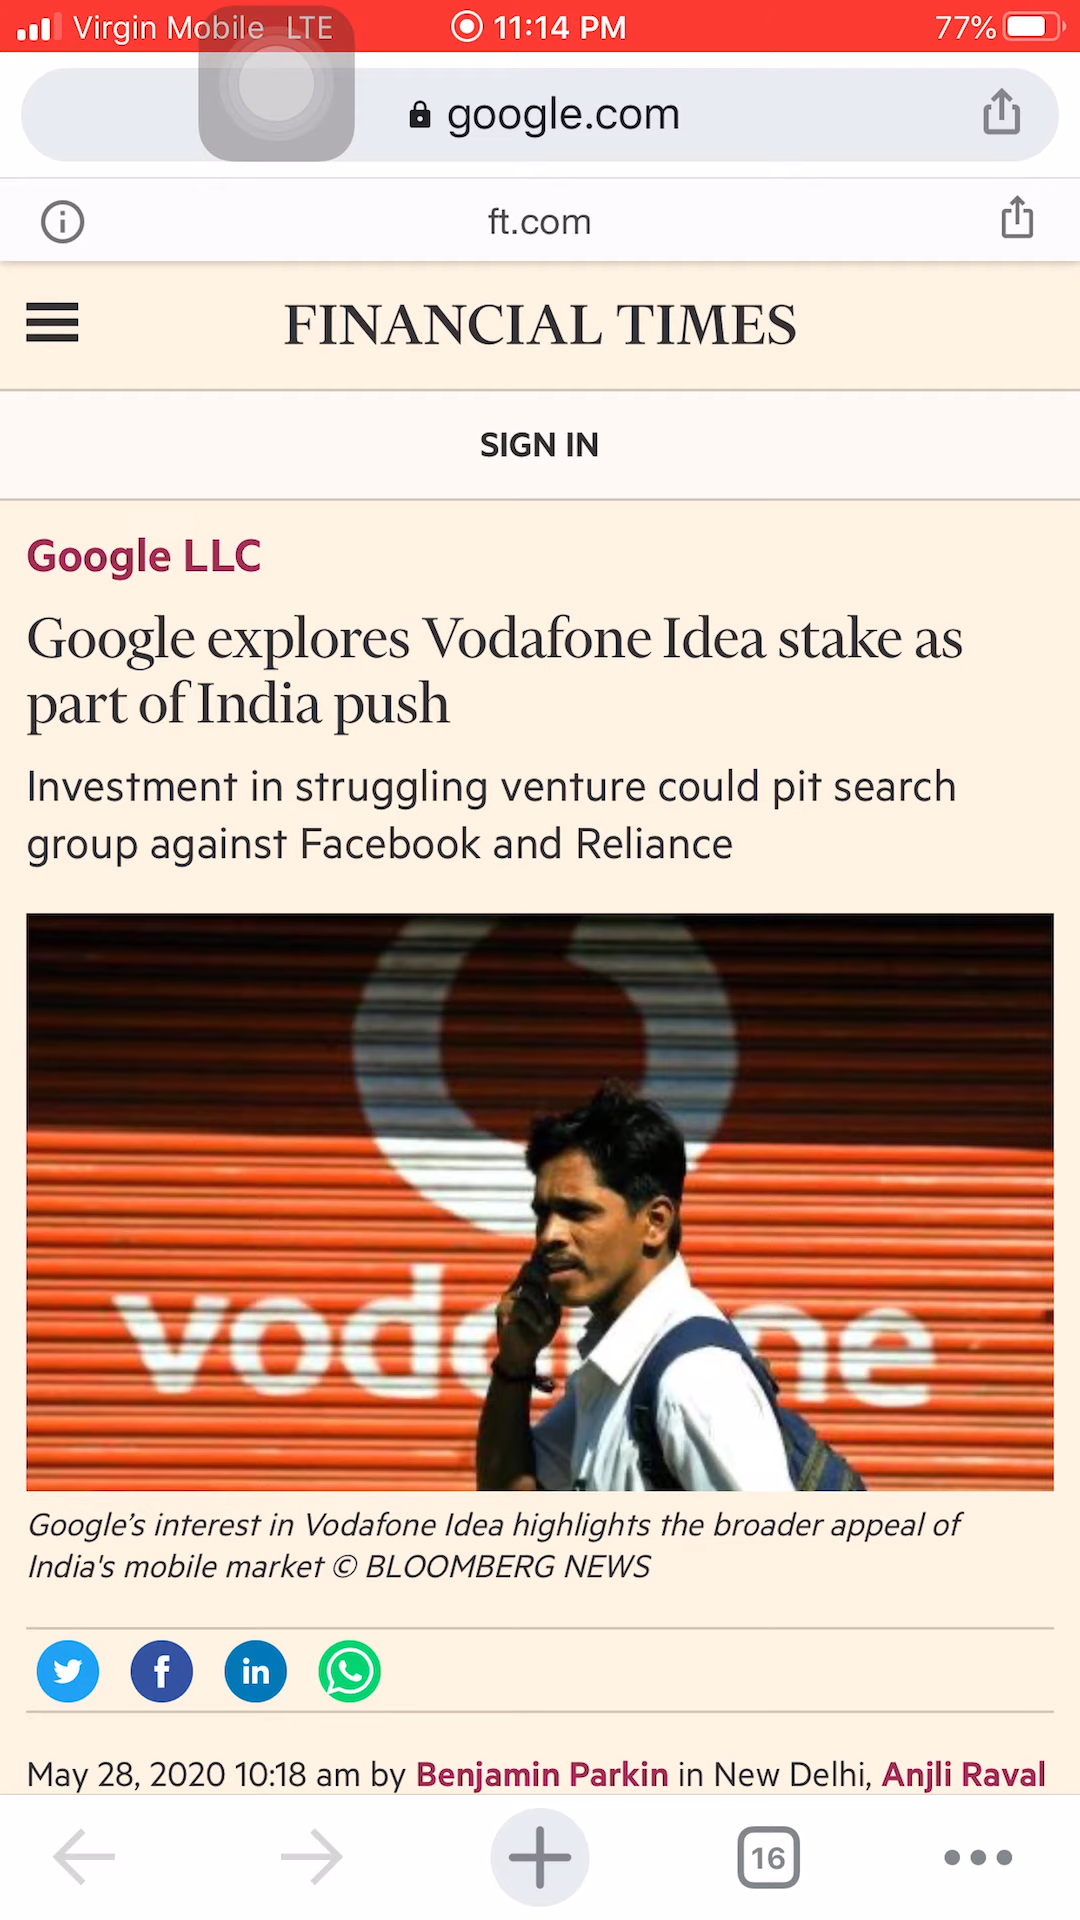 Virgin Mobile LTE 11:14 PM 77%
google.com
ft.com
FINANCIAL TIMES
SIGN IN
Google LLC
Google explores Vodafone Idea stake as
part of India push
Investment in struggling venture could pit search
group against Facebook and Reliance
Google's interest in Vodafone Idea highlights the broader appeal of
India's mobile market © BLOOMBERG NEWS
May 28, 2020 10:18 am by Benjamin Parkin in New Delhi, Anjli Raval
16